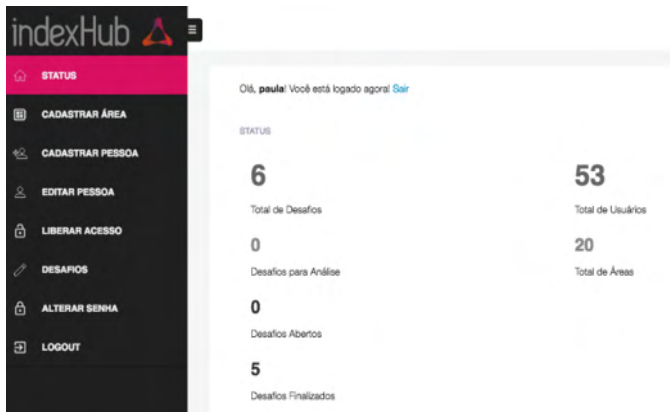 indexHub
STATUS
CADASTRAR ÁREA
CADASTRAR PESSOA
EDITAR PESSOA
LIBERAR ACESSO
DESAFIOS
ALTERAR SENHA
LOGOUT
Olá, paula! Você está logado agora! Sair
STATUS
6
Total de Desafios
0
Desafios para Análise
0
Desafios Abertos
5
Desafios Finalizados
53
Total de Usuários
20
Total de Áreas